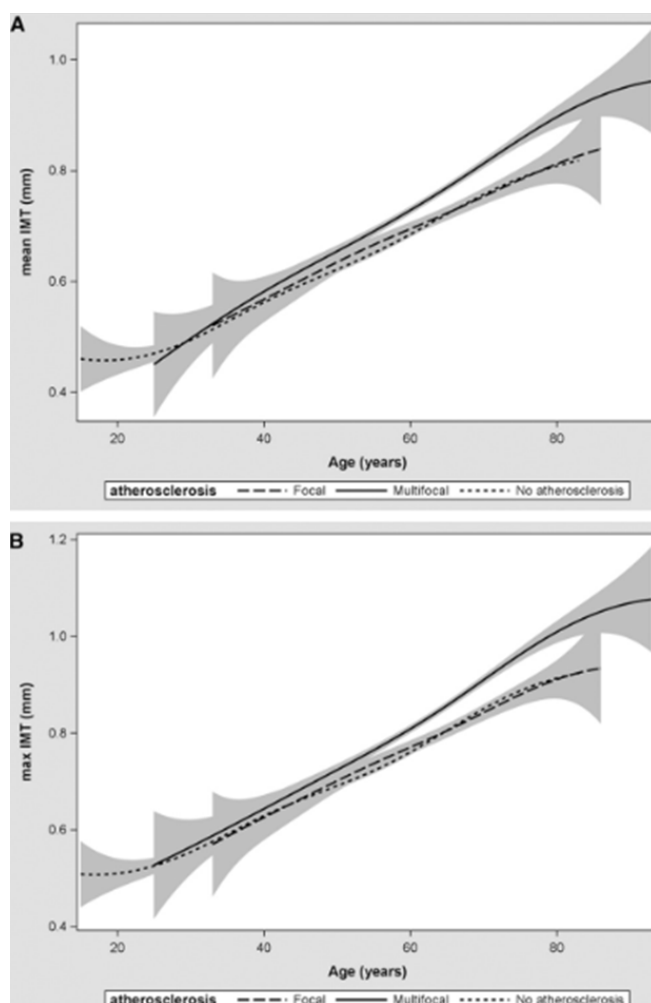 A
1.0
0.8
0.6
0.4
mean IMT (mm)
20 40 60 80
Age (years)
atherosclerosis Focal Multifocal No atherosclerosis
B
1.2
1.0
0.8
0.6
0.4
max IMT (mm)
20 40 60 80
Age (years)
atherosclerosis Focal Multifocal No atherosclerosis